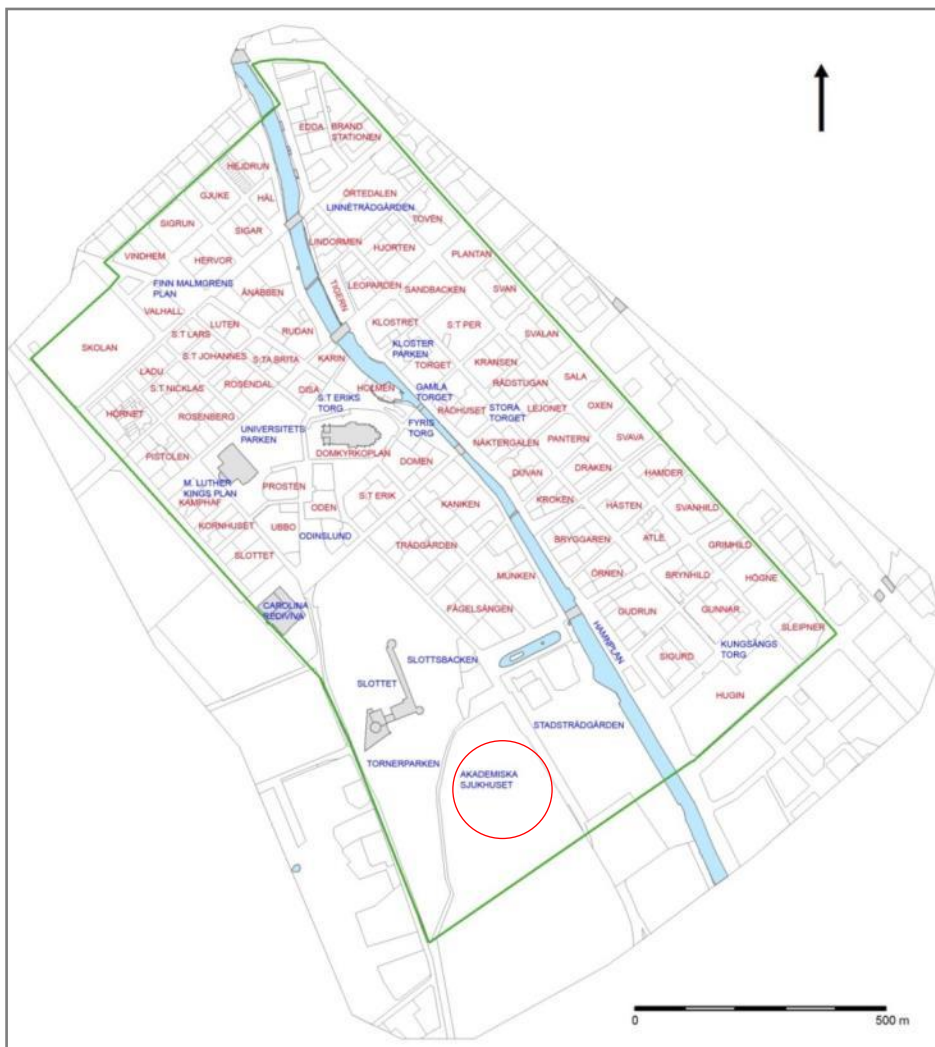 EDDA
BRAND
STATIONEN
HEJDRUN
GJUKE
HÄL
ÖRTEDALEN
LINNÉTRÄDGÅRDEN
TOVEN
SIGRUN
SIGAR
LINDORMEN
HJORTEN
PLANTAN
VINDHEM
HERVOR
FINN MALMGRENS
PLAN
ÄNABBEN
TIGERN
LEOPARDEN
SANDBACKEN
SVAN
VALHALL
LUTEN
RUDAN
KLOSTRET
S:T PER
SVALAN
SKOLAN
S:T LARS
KLOSTER
PARKEN
LADU
S:T JOHANNES
S:TA BRITA
KARIN
TORGET
KRANSEN
SALA
S:T NICKLAS
ROSENDAL
DISA
HOLMEN
GAMLA
TORGET
RÅDSTUGAN
HÖRNET
ROSENBERG
S:T ERIKS
TORG
RÅDHUSET
STORA
TORGET
LEJONET
OXEN
UNIVERSITETS
PARKEN
FYRIS
TORG
NÄKTERGALEN
PANTERN
SVAVA
PISTOLEN
DOMKYRKOPLAN
DOMEN
DUVAN
DRAKEN
HAMDER
M. LUTHER
KINGS PLAN
PROSTEN
S:T ERIK
KAMPHAF
ODEN
KANIKEN
KROKEN
HÄSTEN
SVANHILD
KORNHUSET
UBBO
ODINSLUND
TRÄDGÅRDEN
BRYGGAREN
ATLE
GRIMHILD
SLOTTET
MUNKEN
ÖRNEN
BRYNHILD
HÖGNE
CAROLINA
REDIVIVA
FÅGELSÅNGEN
GUDRUN
GUNNAR
SLEIPNER
HAMNPLAN
KUNGSÄNGS
TORG
SLOTTSBACKEN
SIGURD
SLOTTET
HUGIN
STADSTRÄDGÅRDEN
TORNERPARKEN
AKADEMISKA
SJUKHUSET
0
500 m